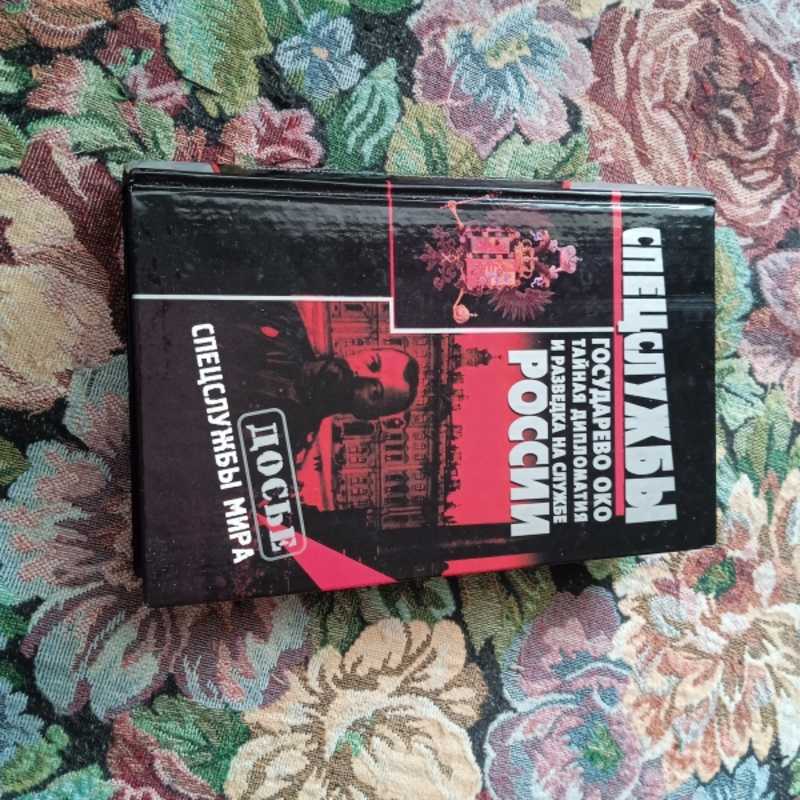 СПЕЦСЛУЖБЫ
ГОСУДАРЕВО ОКО
ТАЙНАЯ ДИПЛОМАТИЯ
И РАЗВЕДКА НА СЛУЖБЕ
РОССИИ
ДОСЬЕ
СПЕЦСЛУЖБЫ МИРА